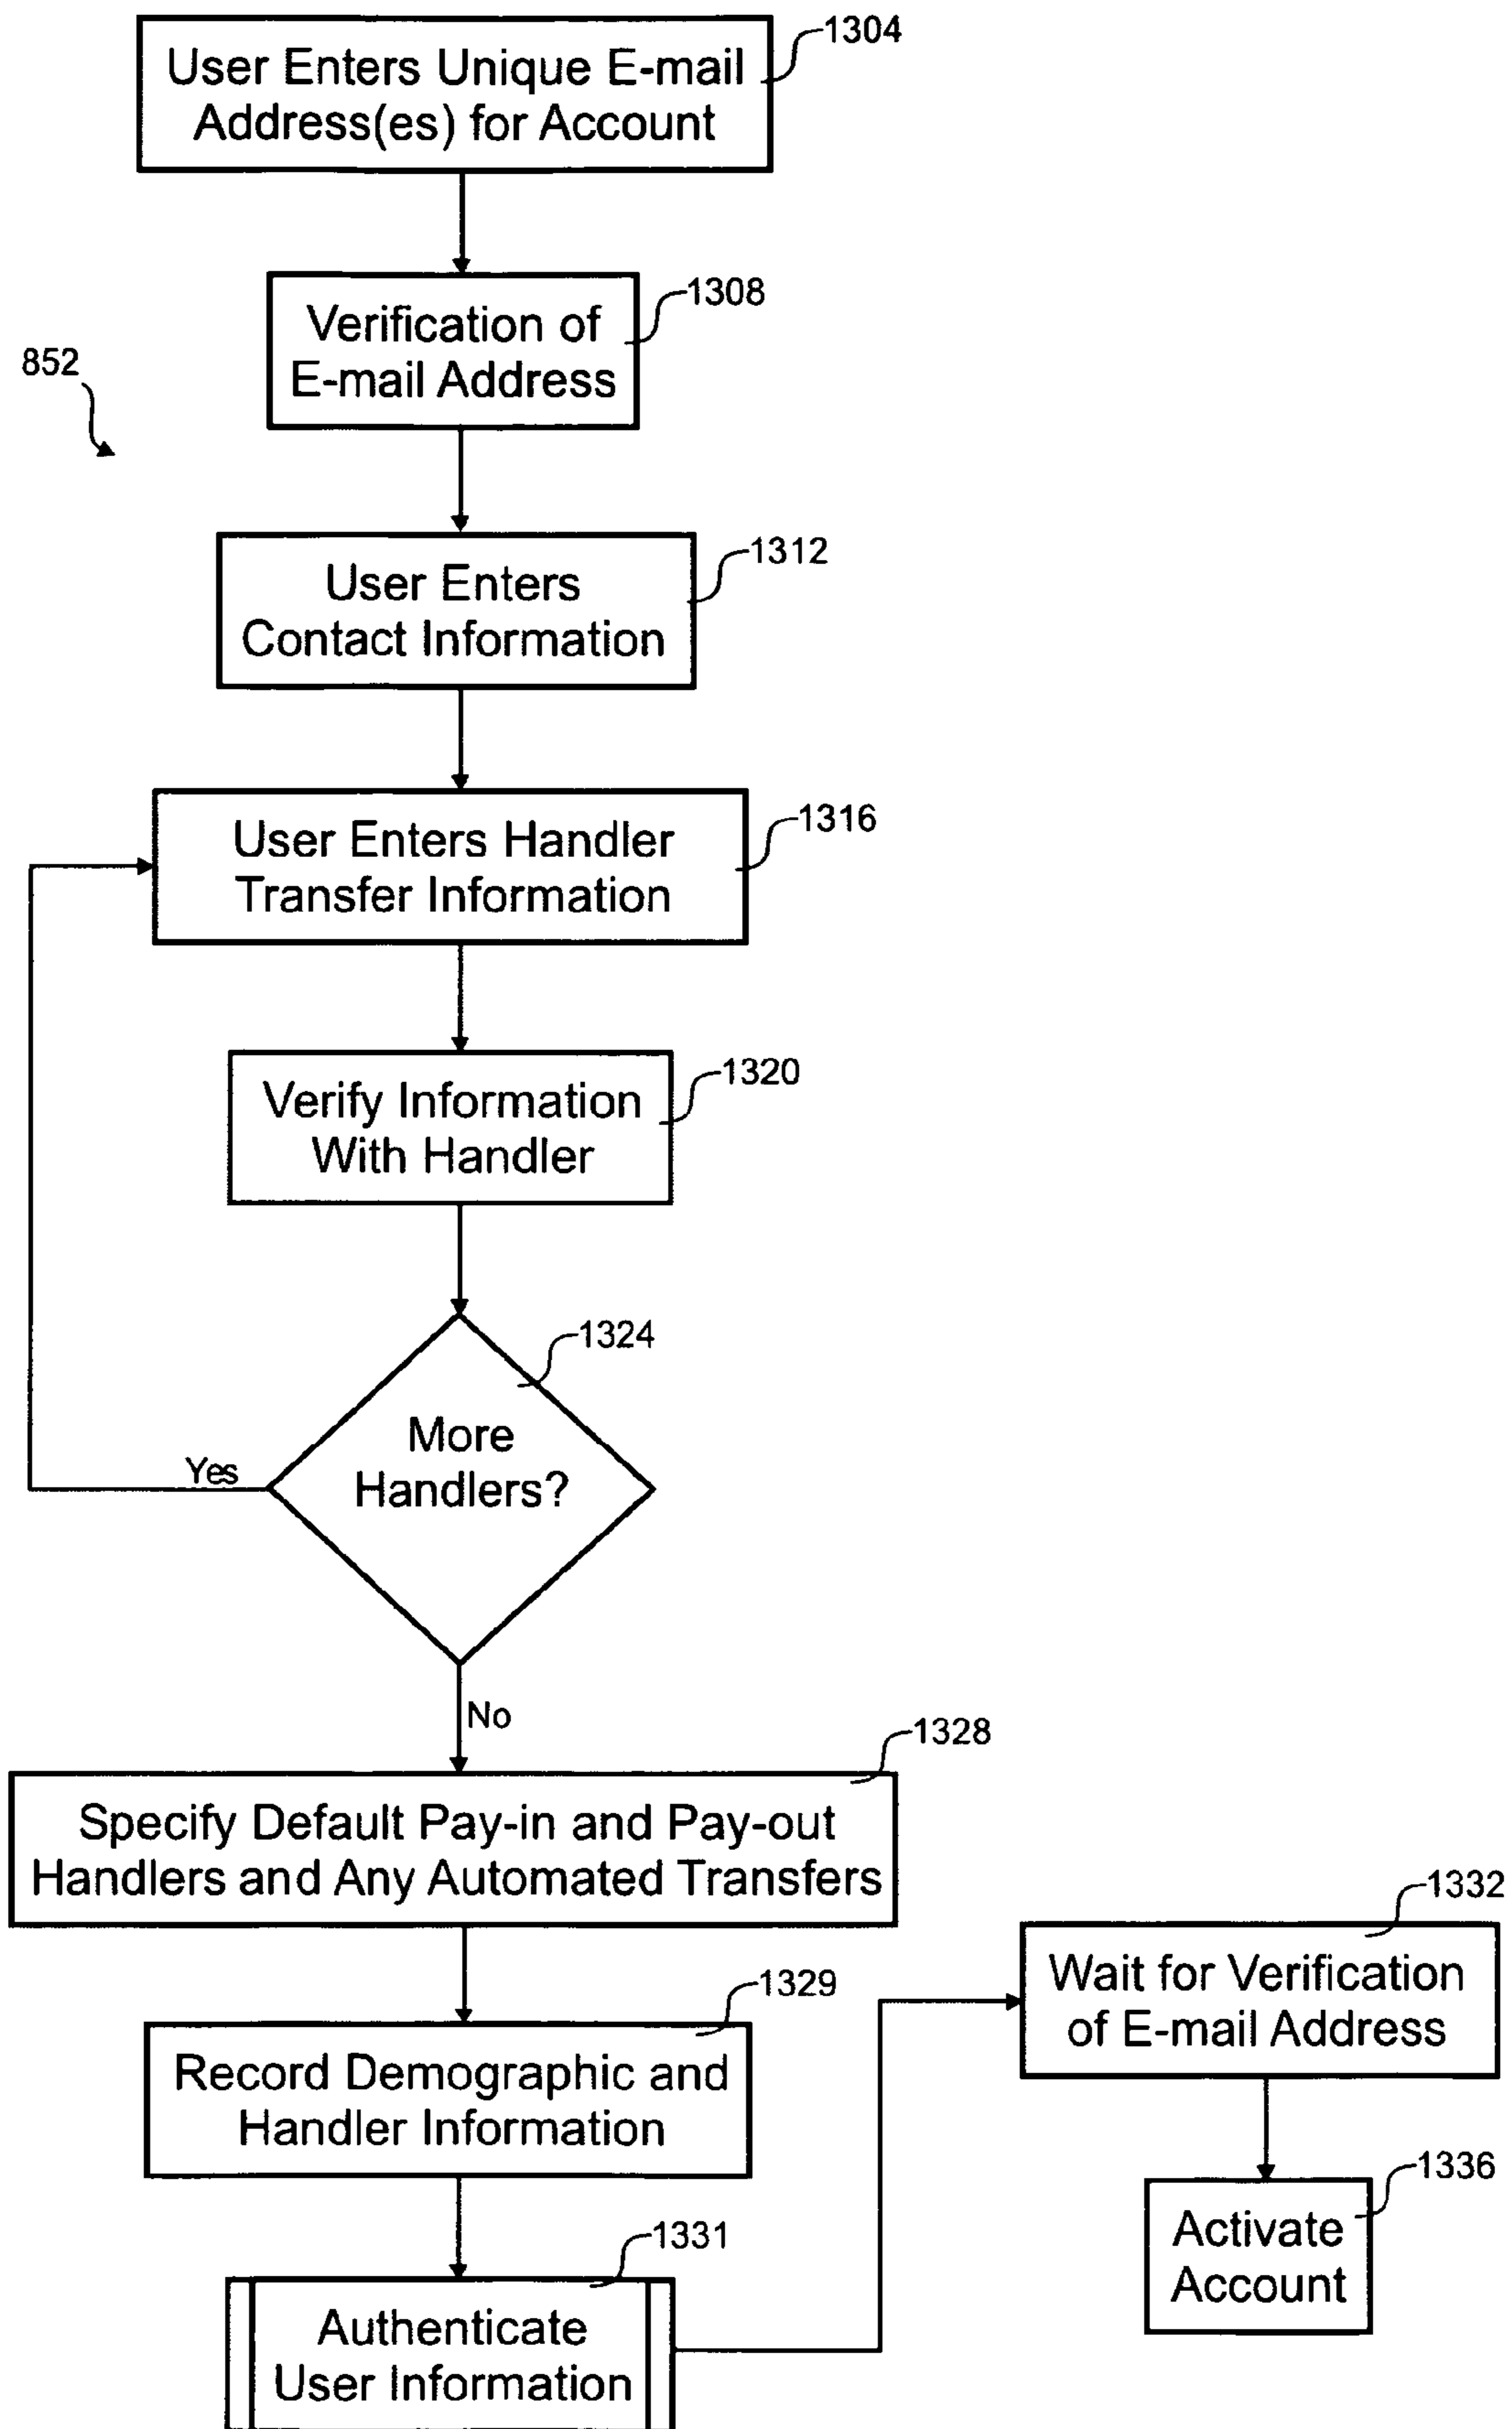 1304
User Enters Unique E-mail
Address(es) for Account
1308
Verification of
E-mail Address
852
1312
User Enters
Contact Information
1316
User Enters Handler
Transfer Information
1320
Verify Information
With Handler
1324
More
Handlers?
Yes
No
1328
Specify Default Pay-in and Pay-out
Handlers and Any Automated Transfers
1329
Record Demographic and
Handler Information
1331
Authenticate
User Information
1332
Wait for Verification
of E-mail Address
1336
Activate
Account